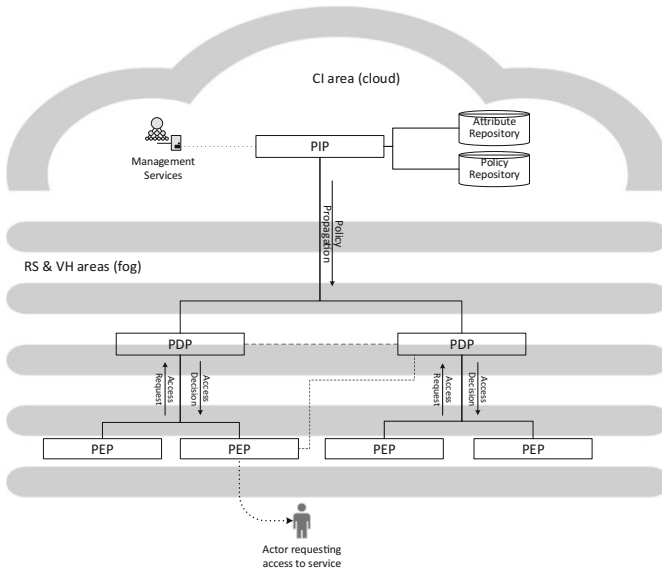 CI area (cloud)
Management
Services
PIP
Attribute
Repository
Policy
Repository
Policy
Propagation
RS & VH areas (fog)
PDP
PDP
Access
Request
Access
Decision
Access
Request
Access
Decision
PEP
PEP
PEP
PEP
Actor requesting
access to service